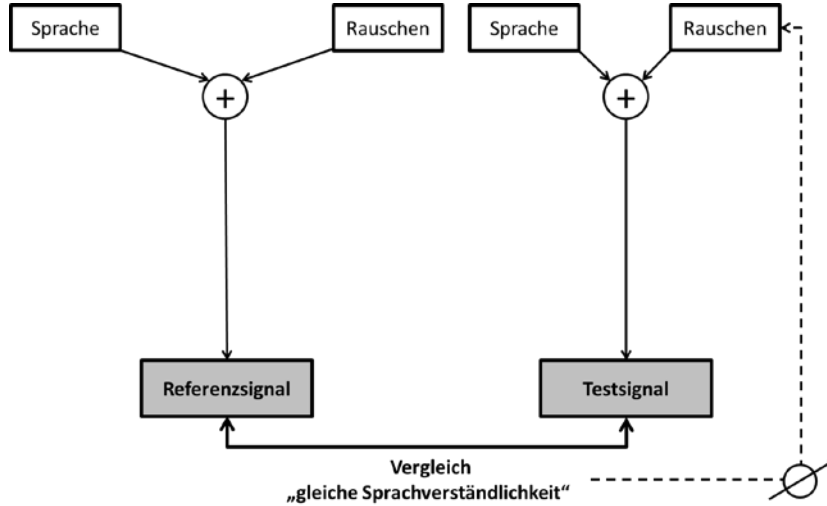 Sprache
Rauschen
Sprache
Rauschen
+
+
Referenzsignal
Testsignal
Vergleich
„gleiche Sprachverständlichkeit“